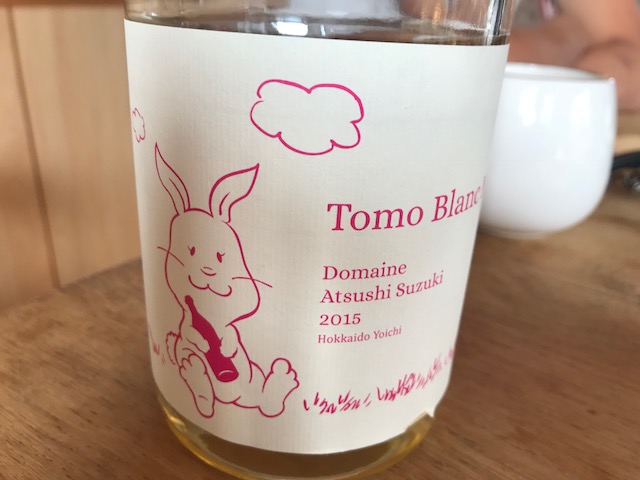 Tomo Blanc
Domaine
Atsushi Suzuki
2015
Hokkaido Yoichi